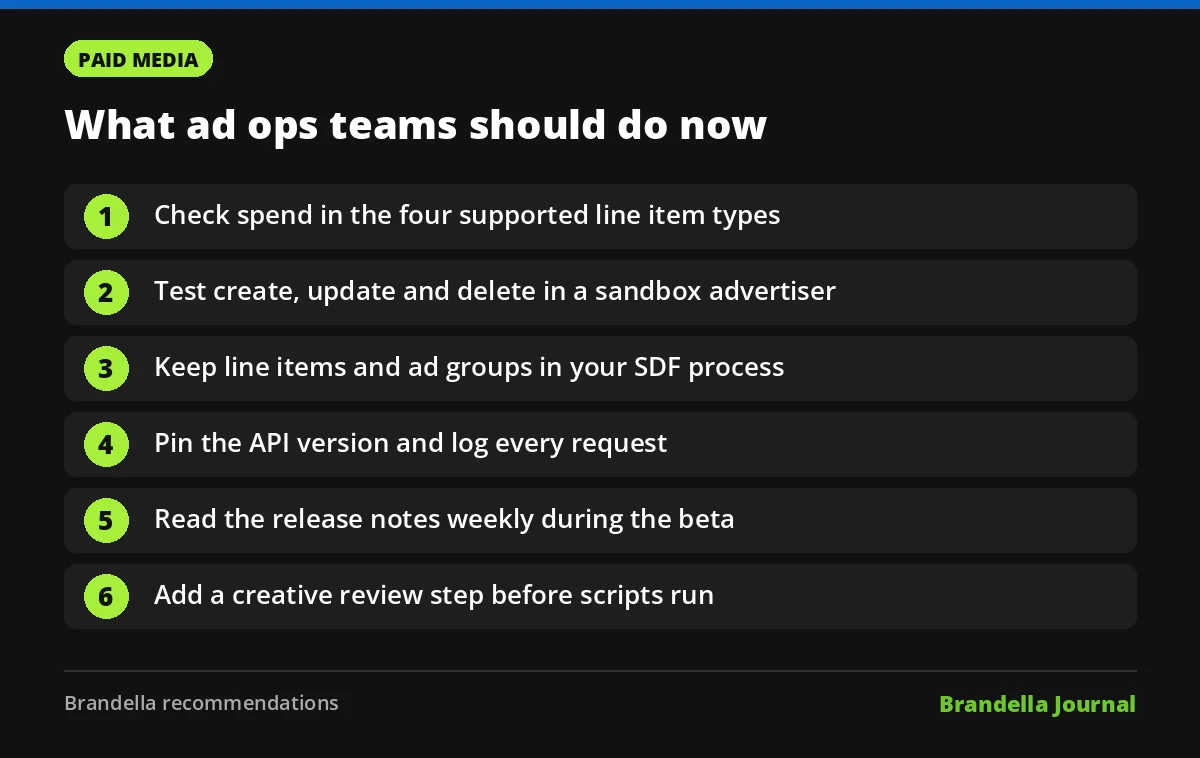 PAID MEDIA
What ad ops teams should do now
1 Check spend in the four supported line item types
2 Test create, update and delete in a sandbox advertiser
3 Keep line items and ad groups in your SDF process
4 Pin the API version and log every request
5 Read the release notes weekly during the beta
6 Add a creative review step before scripts run
Brandella recommendations
Brandella Journal